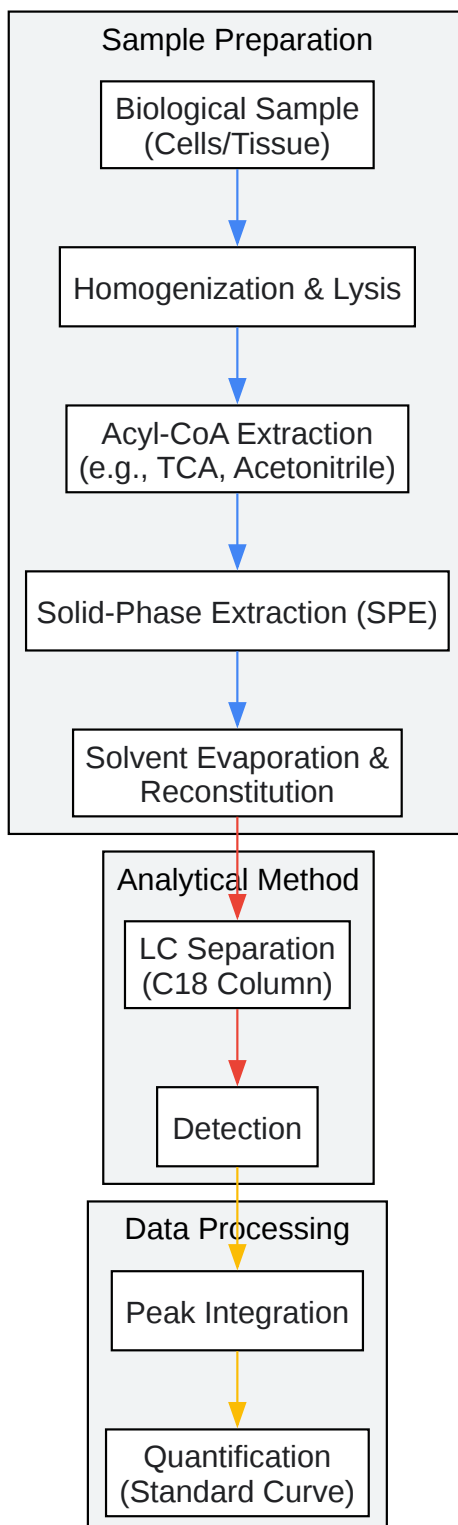 Sample Preparation
Biological Sample
(Cells/Tissue)
Homogenization & Lysis
Acyl-CoA Extraction
(e.g., TCA, Acetonitrile)
Solid-Phase Extraction (SPE)
Solvent Evaporation &
Reconstitution
Analytical Method
LC Separation
(C18 Column)
Detection
Data Processing
Peak Integration
Quantification
(Standard Curve)